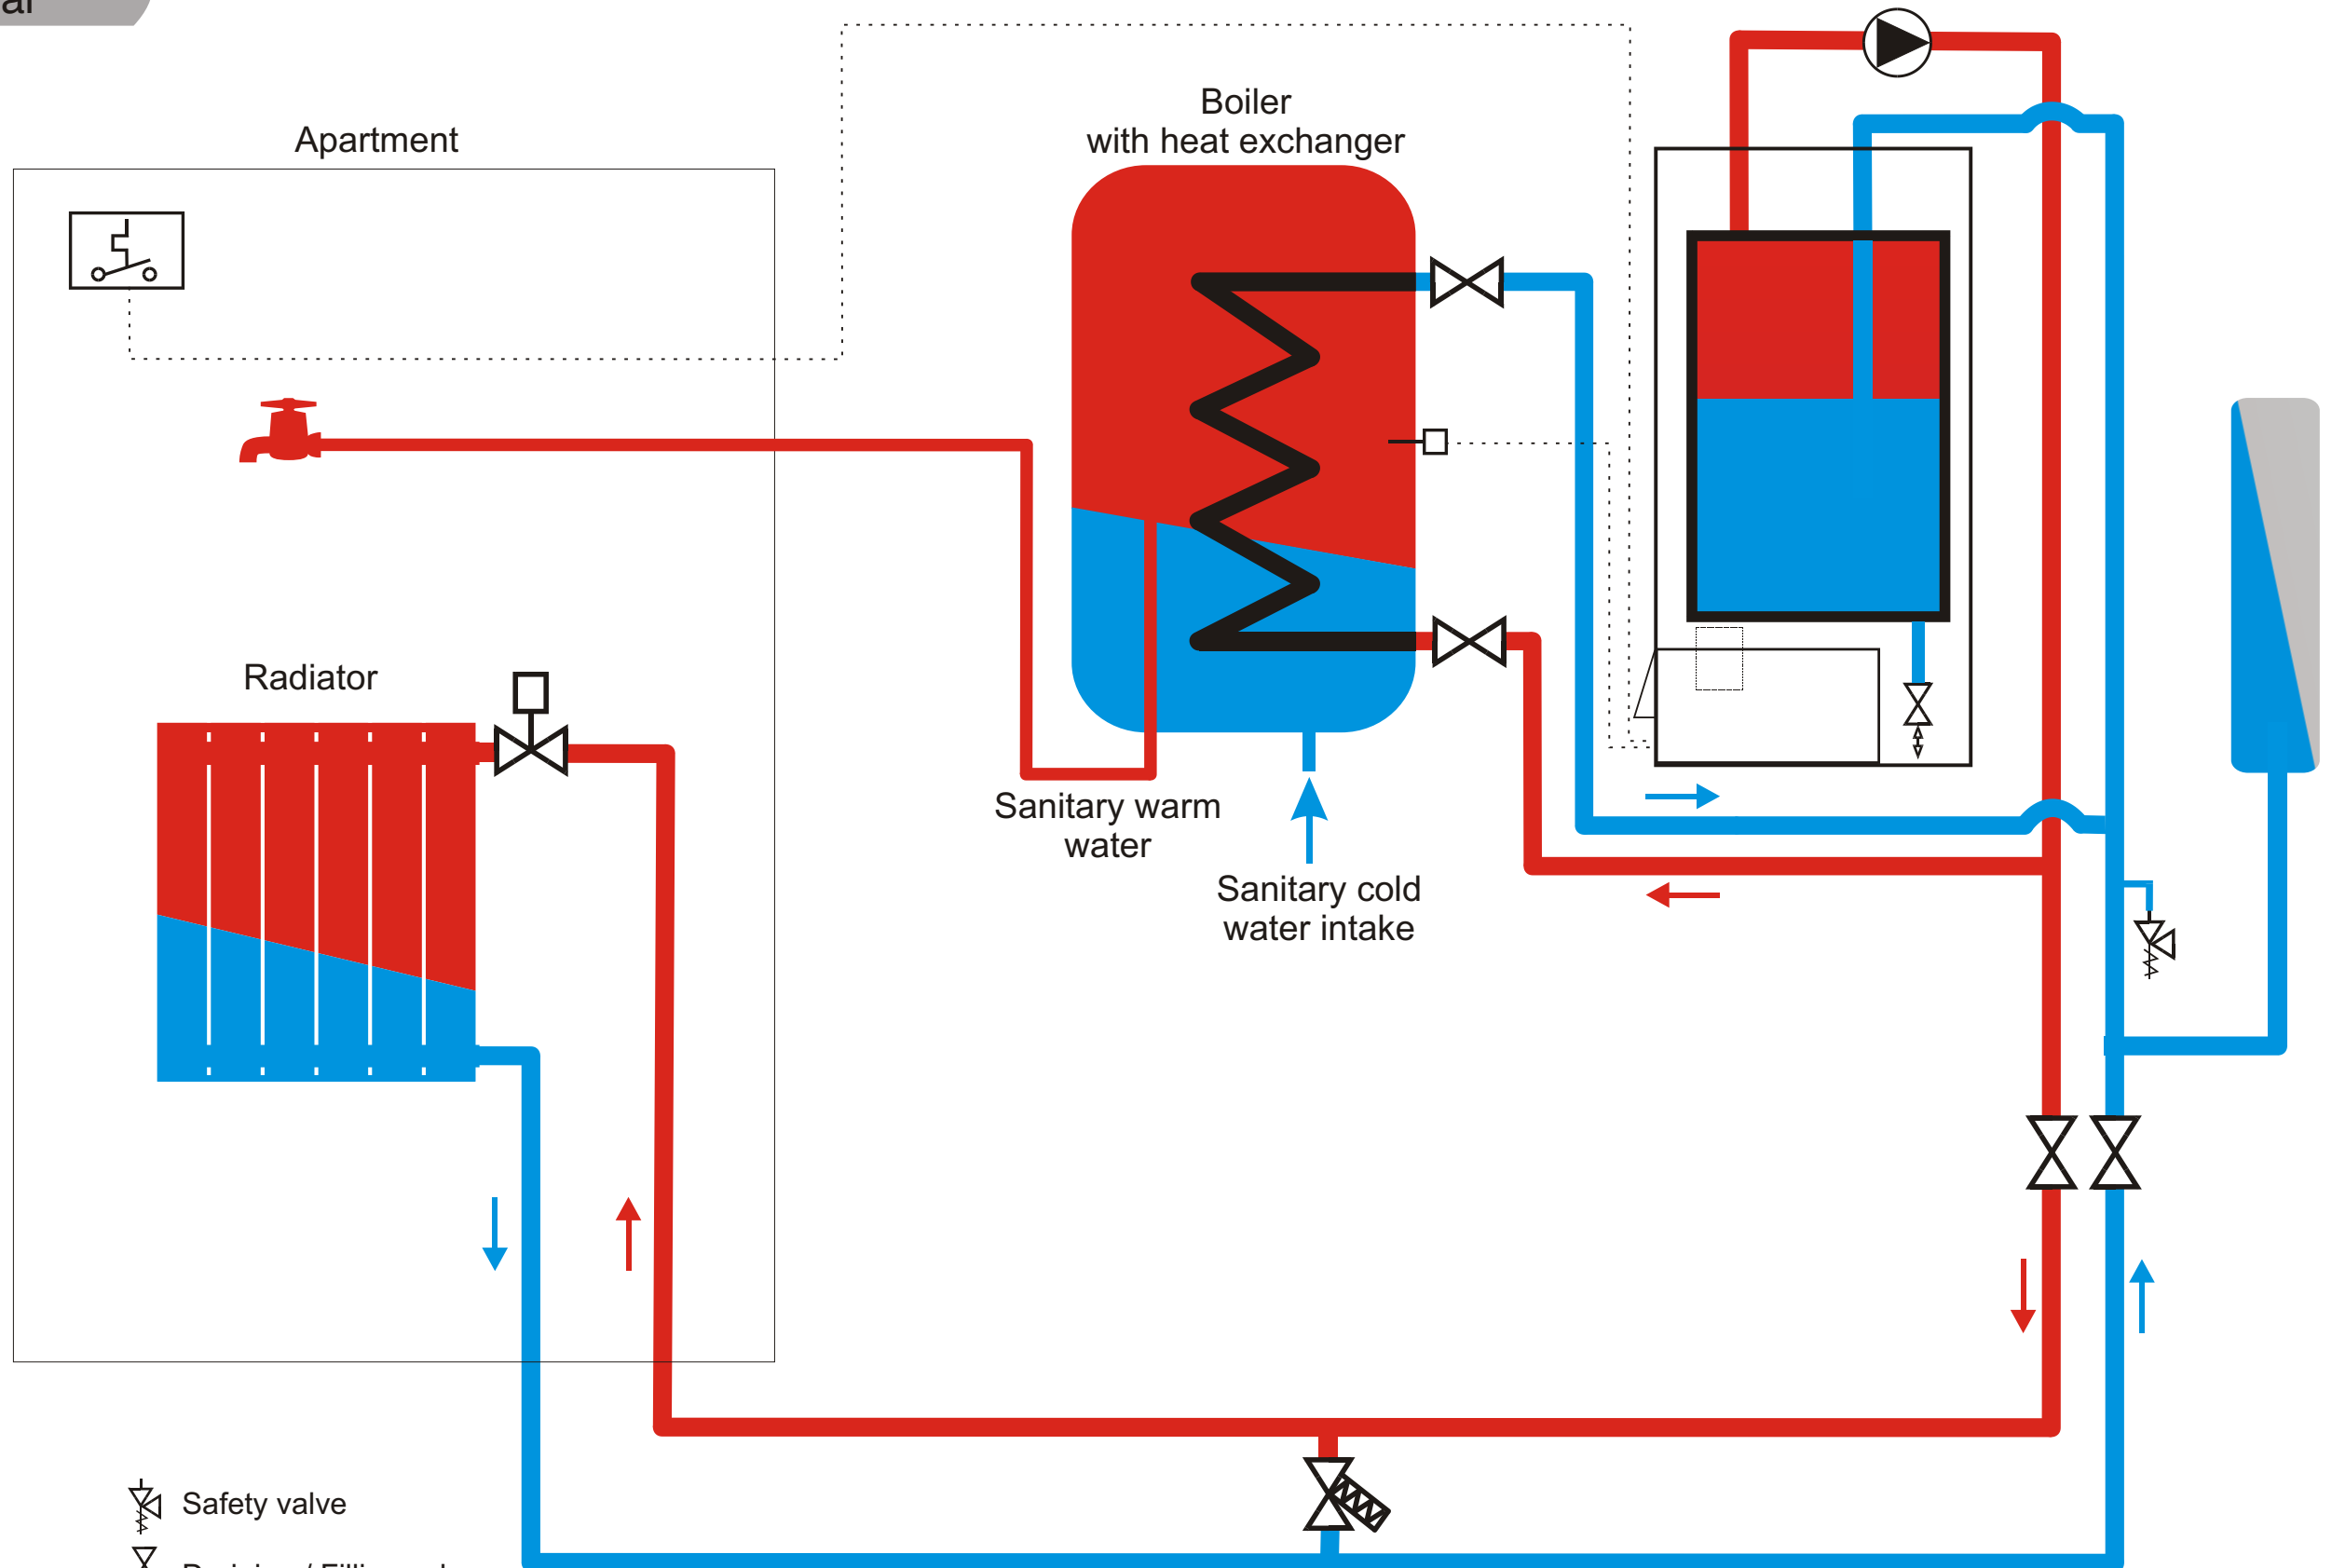 Apartment
Boiler
with heat exchanger
Radiator
Sanitary warm
water
Sanitary cold
water intake
Safety valve